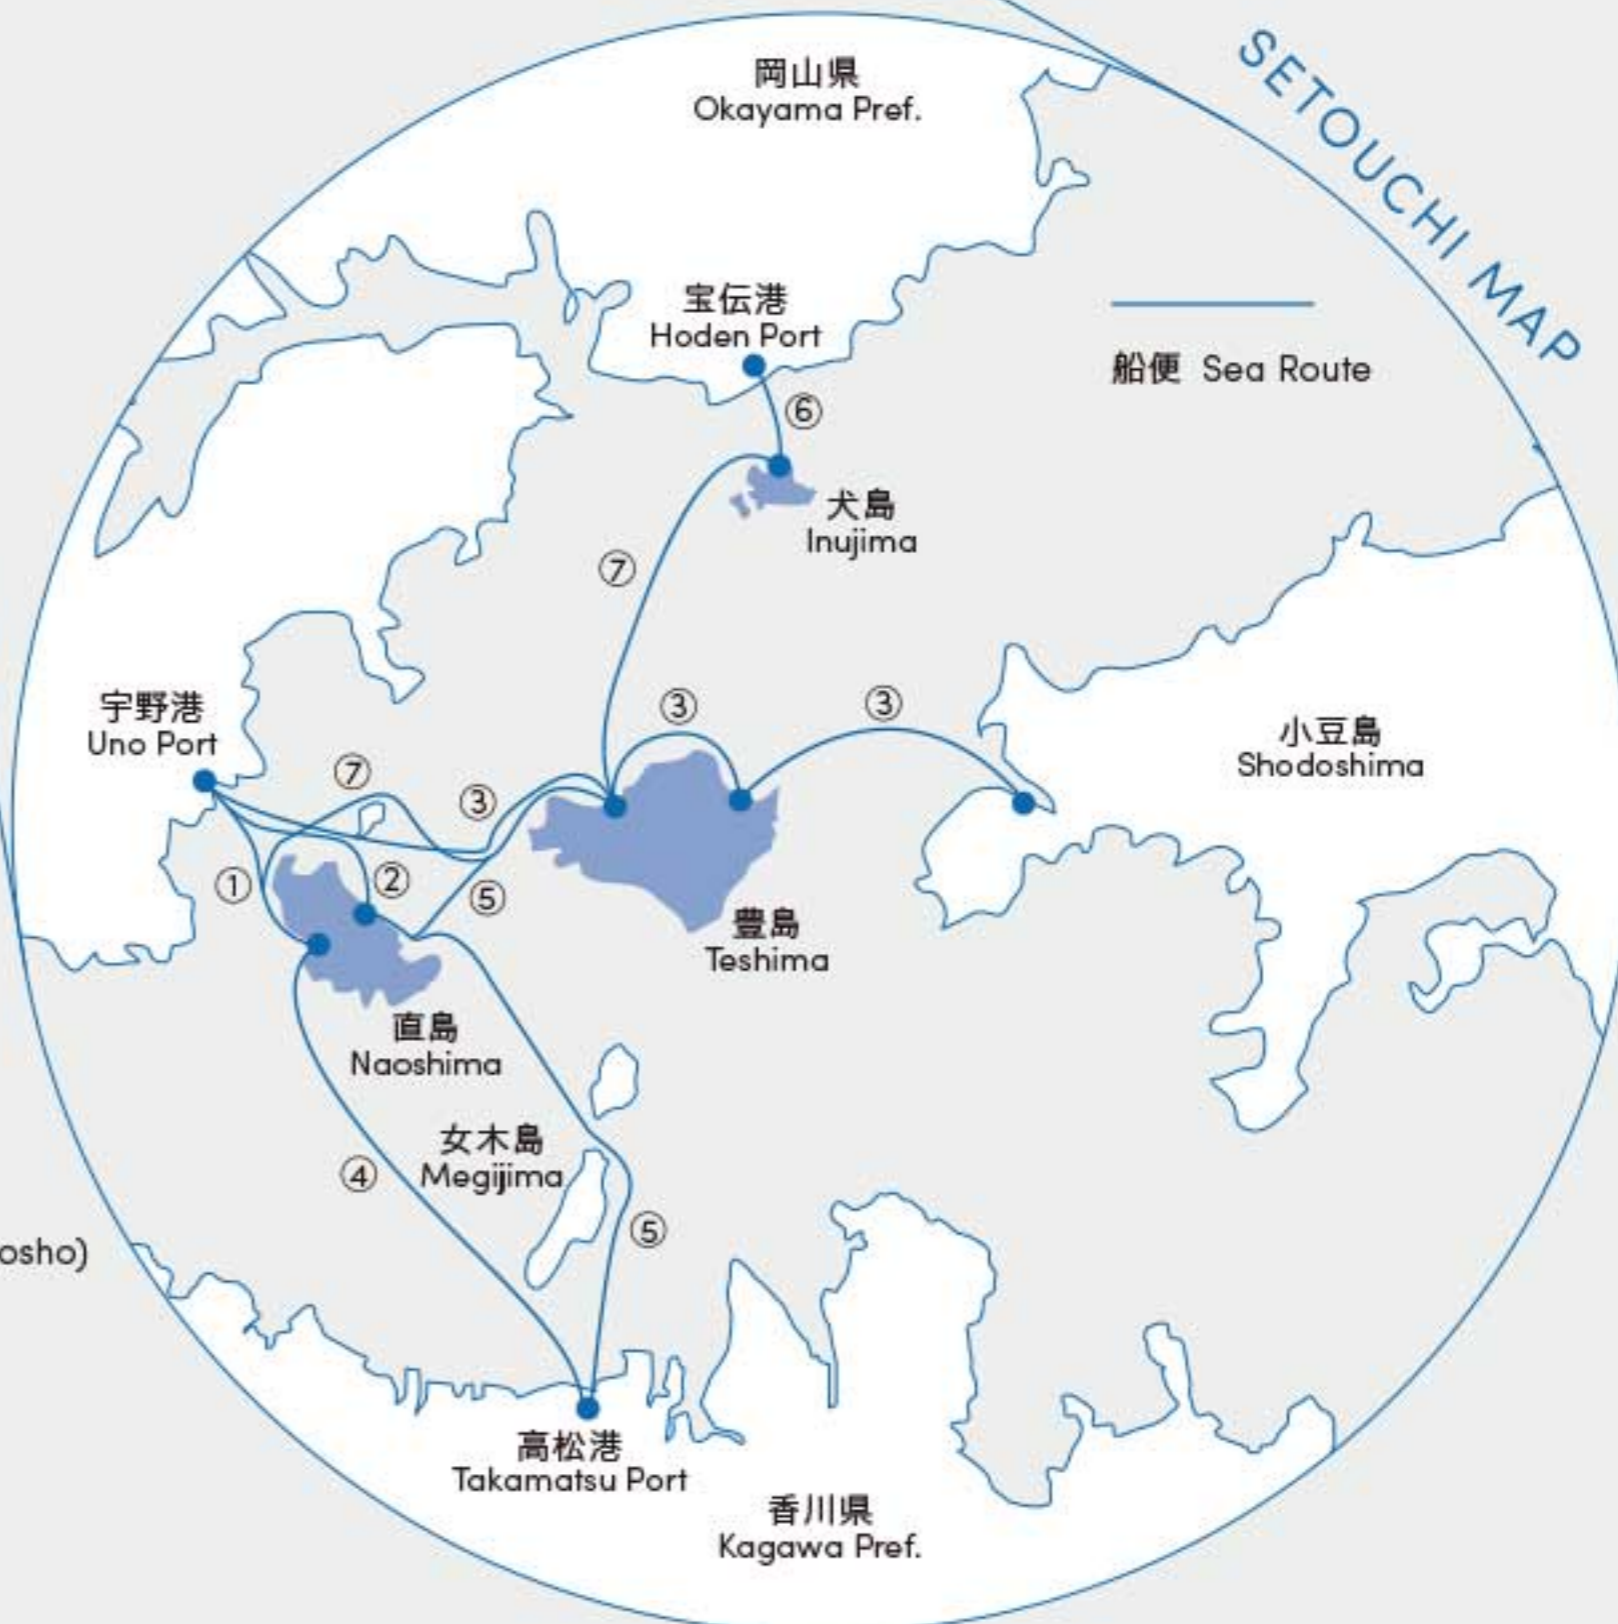 SETOUCHI MAP
岡山県
Okayama Pref.
宝伝港
Hoden Port
船便 Sea Route
⑥
犬島
Inujima
⑦
宇野港
Uno Port
③
③
小豆島
Shodoshima
⑦
③
①
②
⑤
豊島
Teshima
直島
Naoshima
女木島
Megijima
④
⑤
osho)
高松港
Takamatsu Port
香川県
Kagawa Pref.